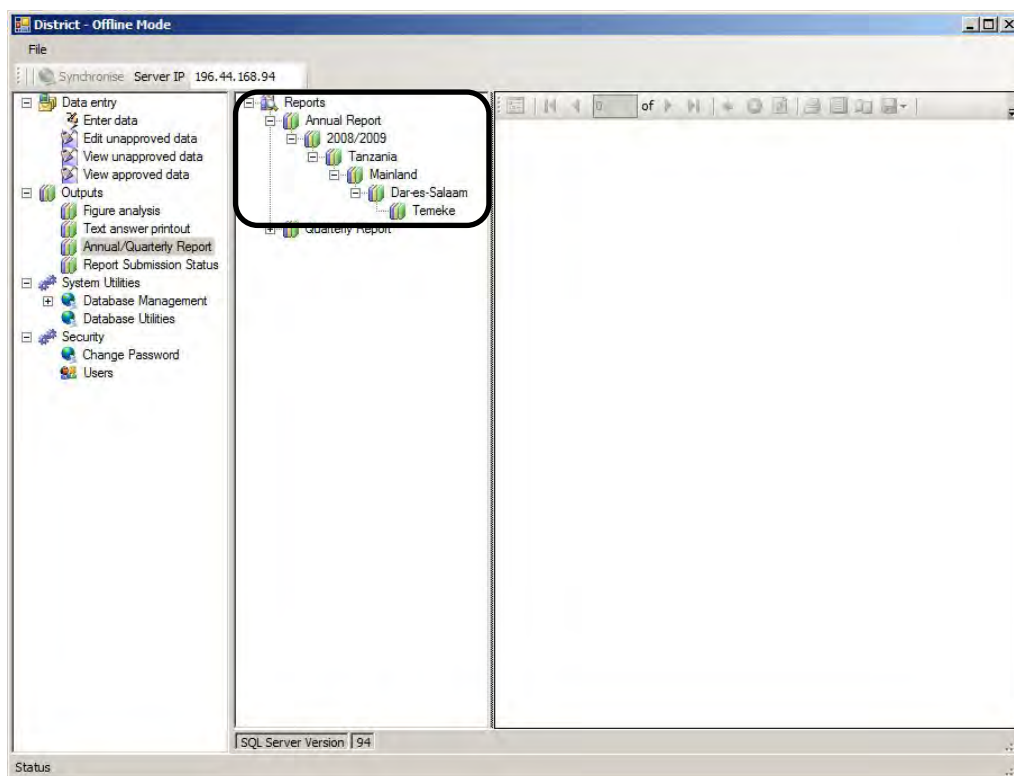 District - Offline Mode
File
Synchronise Server IP 196.44.168.94
Data entry
Enter data
Edit unapproved data
View unapproved data
View approved data
Outputs
Figure analysis
Text answer printout
Annual/Quarterly Report
Report Submission Status
System Utilities
Database Management
Database Utilities
Security
Change Password
Users
Reports
Annual Report
2008/2009
Tanzania
Mainland
Dar-es-Salaam
Temeke
Quarterly Report
0 of
SQL Server Version 94
Status